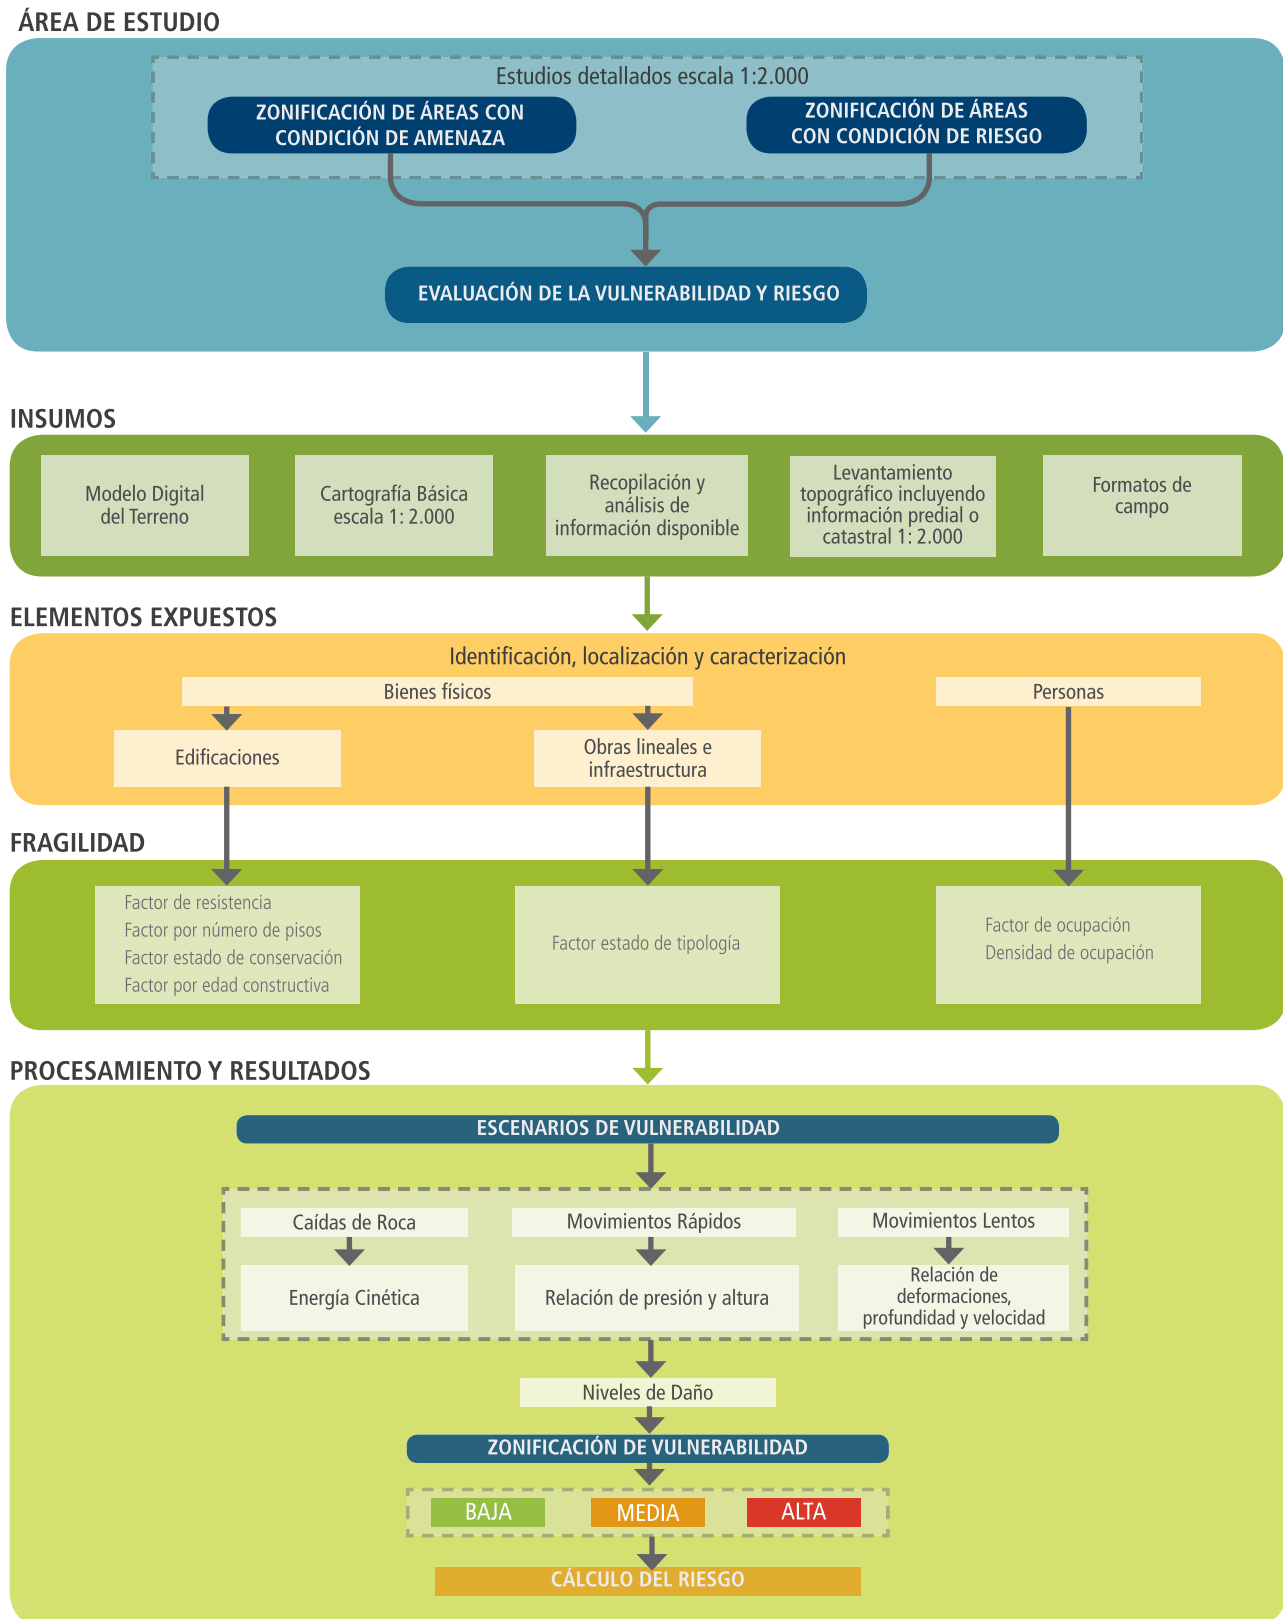 ÁREA DE ESTUDIO
Estudios detallados escala 1:2.000
ZONIFICACIÓN DE ÁREAS CON
CONDICIÓN DE AMENAZA
ZONIFICACIÓN DE ÁREAS
CON CONDICIÓN DE RIESGO
EVALUACIÓN DE LA VULNERABILIDAD Y RIESGO
INSUMOS
Modelo Digital
del Terreno
Cartografía Básica
escala 1: 2.000
Recopilación y
análisis de
información disponible
Levantamiento
topográfico incluyendo
información predial o
catastral 1: 2.000
Formatos de
campo
ELEMENTOS EXPUESTOS
Identificación, localización y caracterización
Bienes físicos
Personas
Edificaciones
Obras lineales e
infraestructura
FRAGILIDAD
Factor de resistencia
Factor por número de pisos
Factor estado de conservación
Factor por edad constructiva
Factor estado de tipología
Factor de ocupación
Densidad de ocupación
PROCESAMIENTO Y RESULTADOS
ESCENARIOS DE VULNERABILIDAD
Caídas de Roca
Movimientos Rápidos
Movimientos Lentos
Energía Cinética
Relación de presión y altura
Relación de
deformaciones,
profundidad y velocidad
Niveles de Daño
ZONIFICACIÓN DE VULNERABILIDAD
BAJA
MEDIA
ALTA
CÁLCULO DEL RIESGO